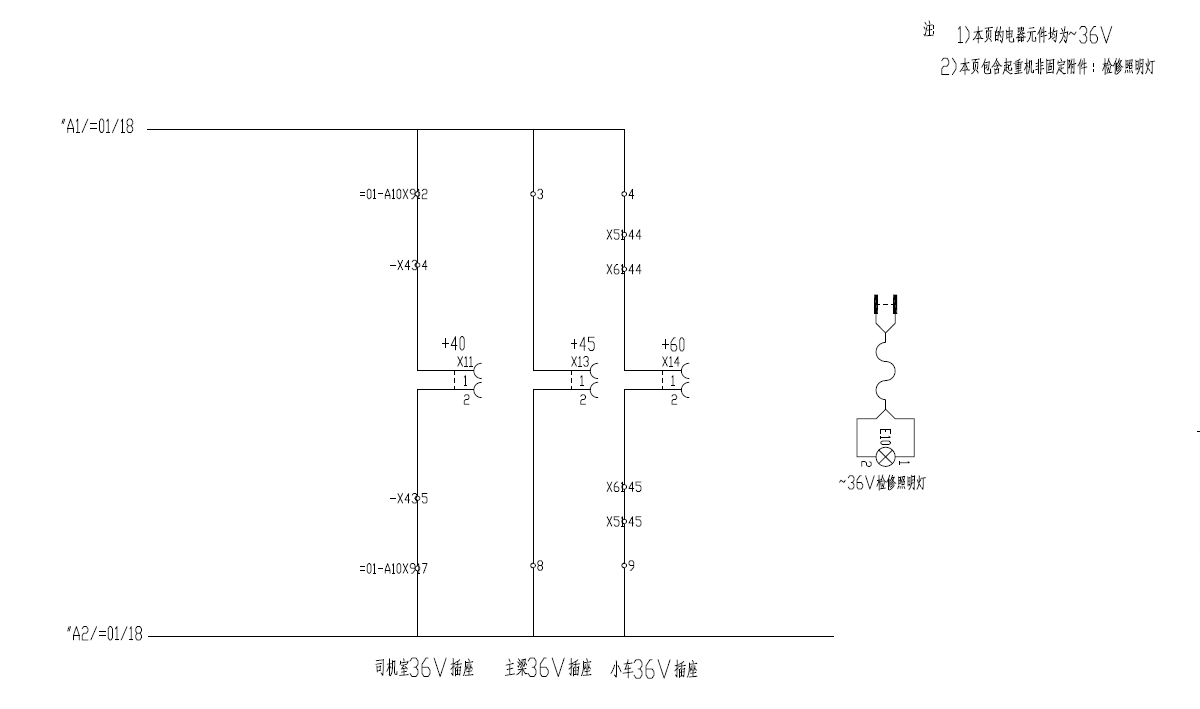 注 1)本页的电器元件均为~36V
2)本页包含起重机非固定附件：检修照明灯
"A1/=01/18
=01-A10X9:2 3 4
X5:44
-X43:4 X6:44
+40 +45 +60
X11 X13 X14
1 1 1
2 2 2
E10
2 1
~36V检修照明灯
X6:45
-X43:5
X5:45
=01-A10X9:7 8 9
"A2/=01/18
司机室36V插座 主梁36V插座 小车36V插座